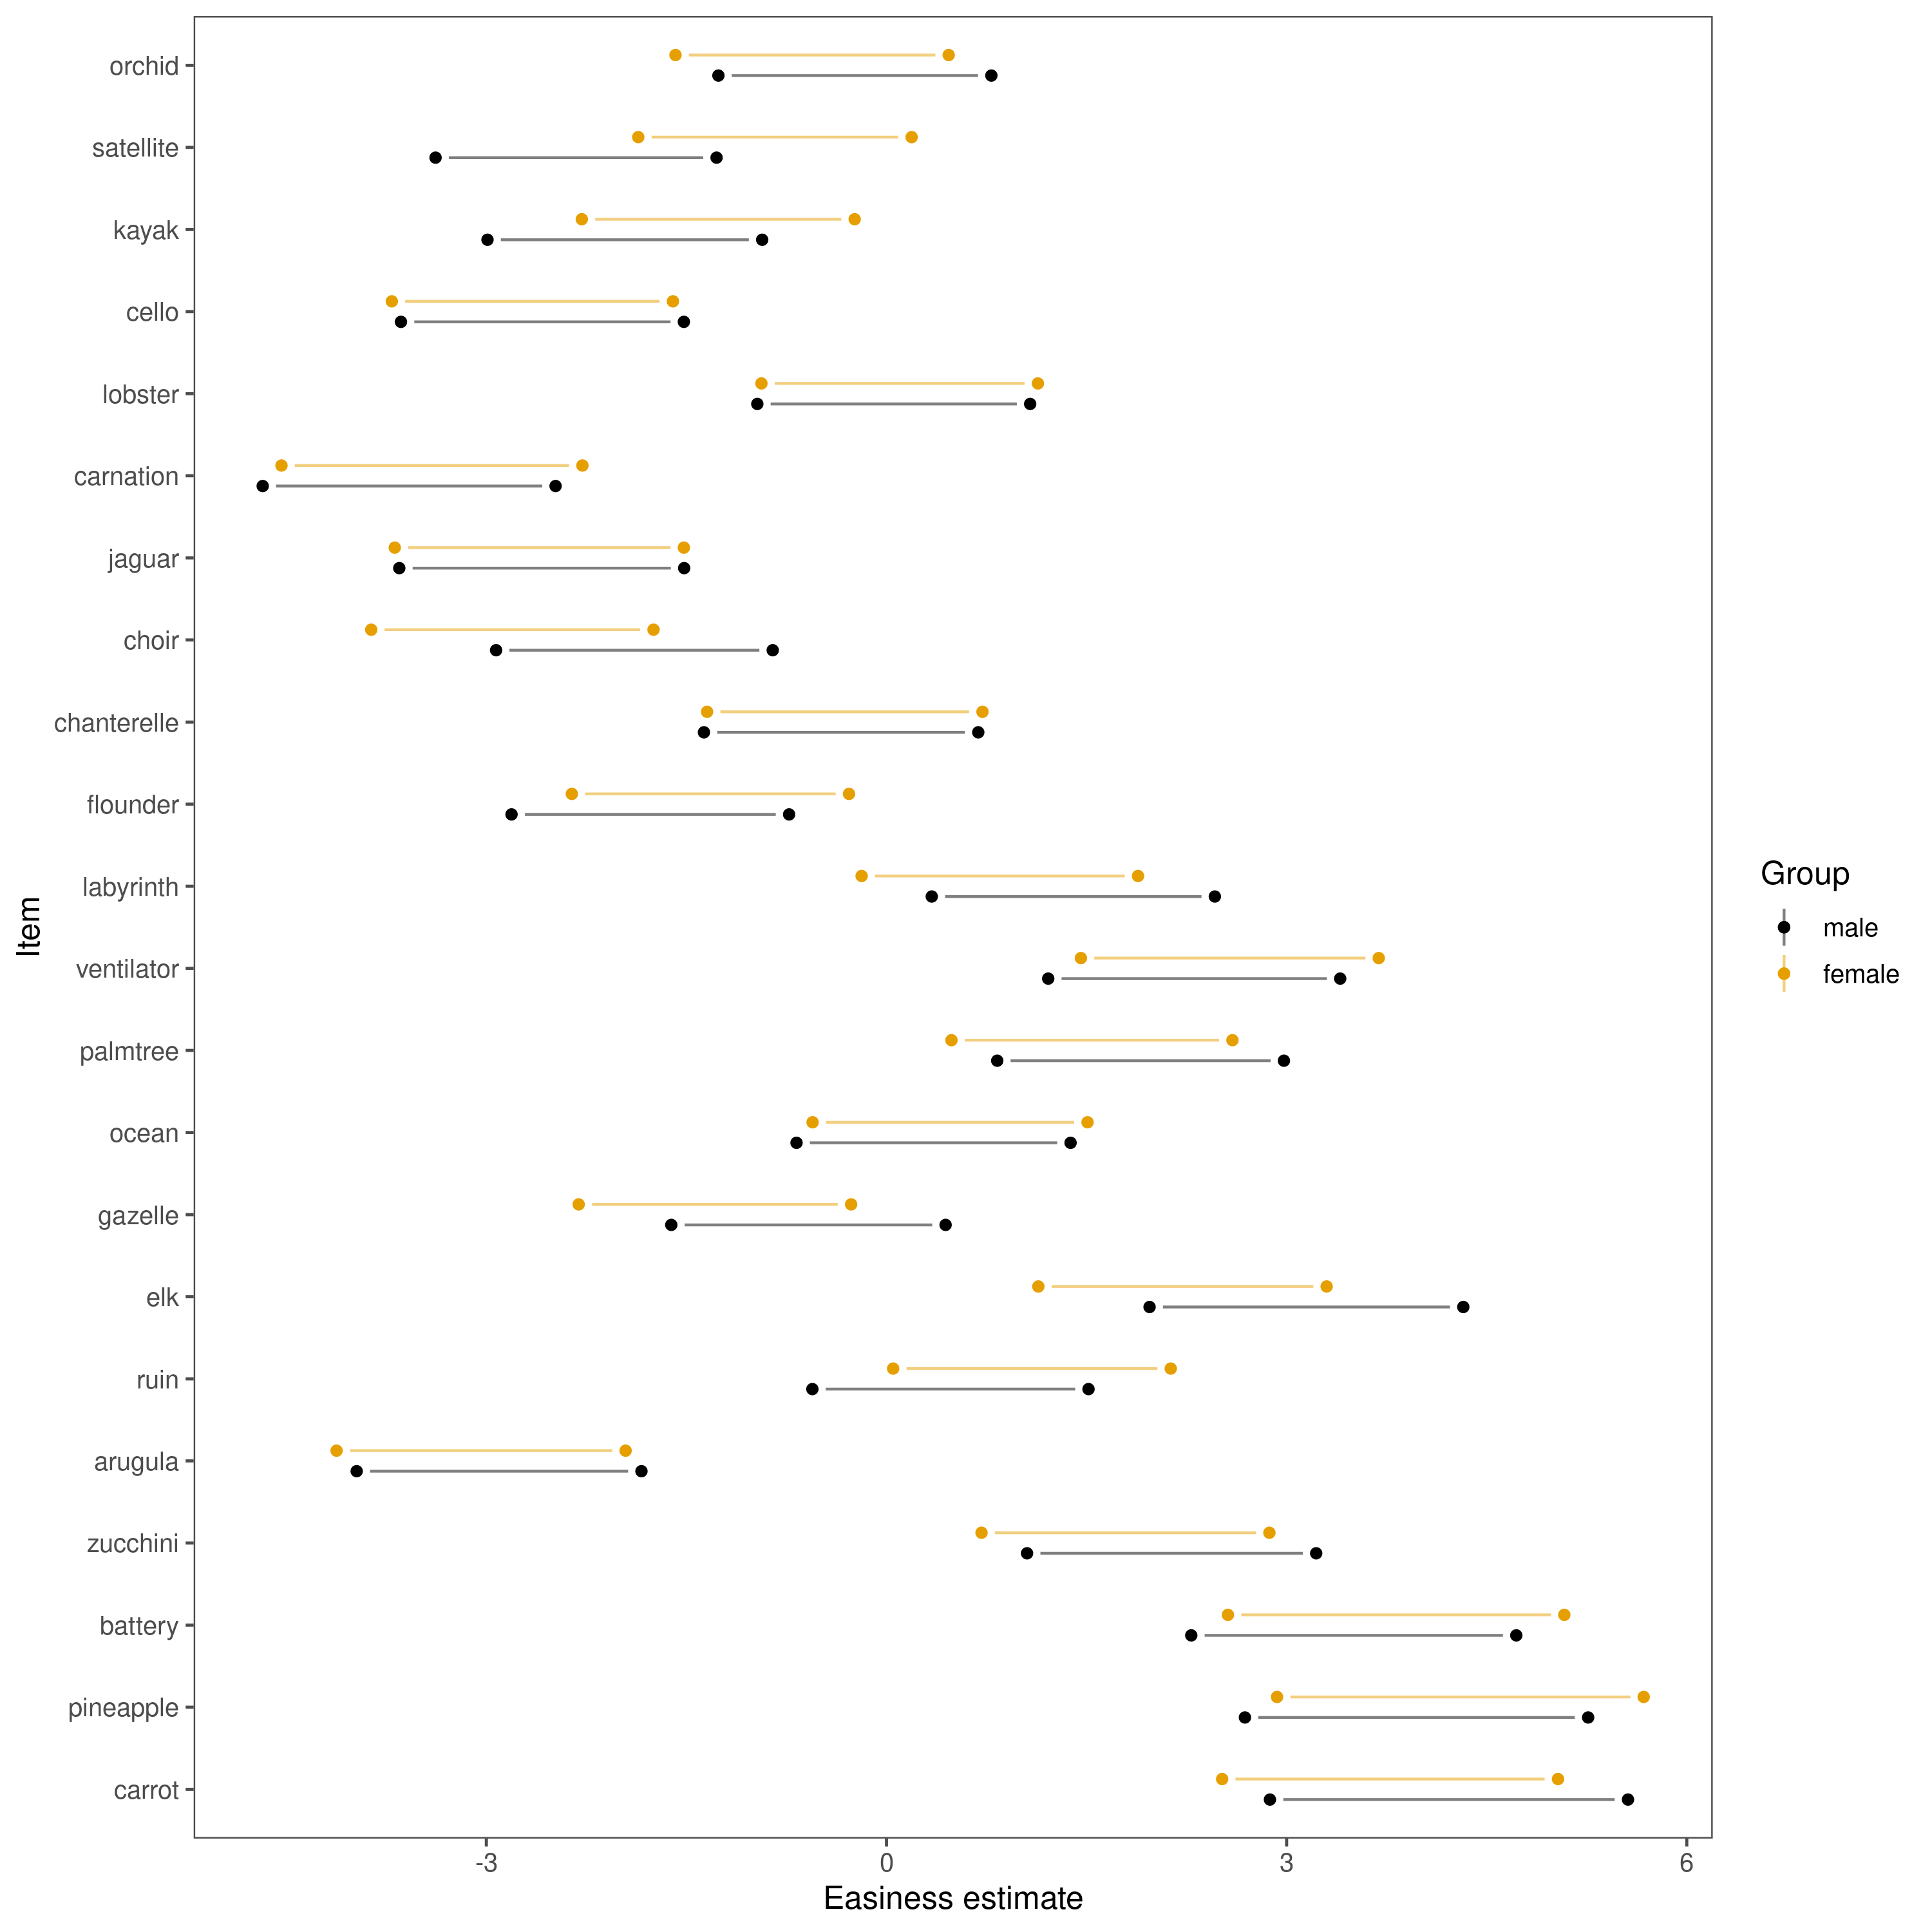 orchid
satellite
kayak
cello
lobster
carnation
jaguar
choir
chanterelle
flounder
labyrinth
ventilator
palmtree
ocean
gazelle
elk
ruin
arugula
zucchini
battery
pineapple
carrot
Item
-3 0 3 6
Easiness estimate
Group
male
female